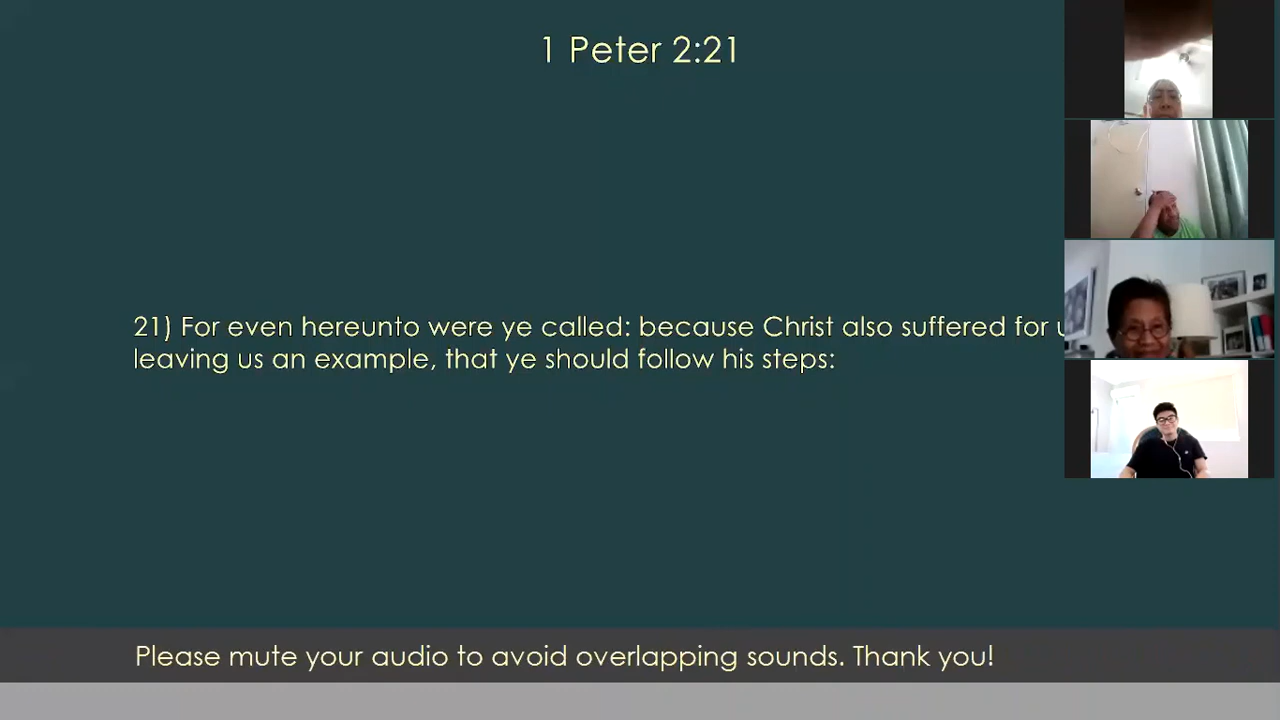 1 Peter 2:21
21) For even hereunto were ye called: because Christ also suffered for
leaving us an example, that ye should follow his steps:
Please mute your audio to avoid overlapping sounds. Thank you!